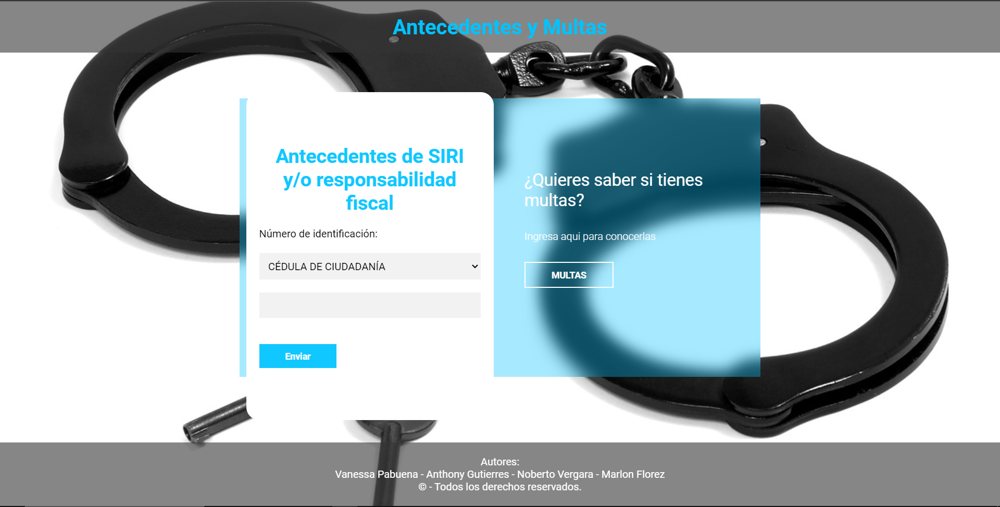 Antecedentes y Multas
Antecedentes de SIRI
y/o responsabilidad
fiscal
Número de identificación:
CÉDULA DE CIUDADANÍA
Enviar
¿Quieres saber si tienes
multas?
Ingresa aqui para conocerlas
MULTAS
Autores:
Vanessa Pabuena - Anthony Gutierres - Noberto Vergara - Marlon Florez
© - Todos los derechos reservados.